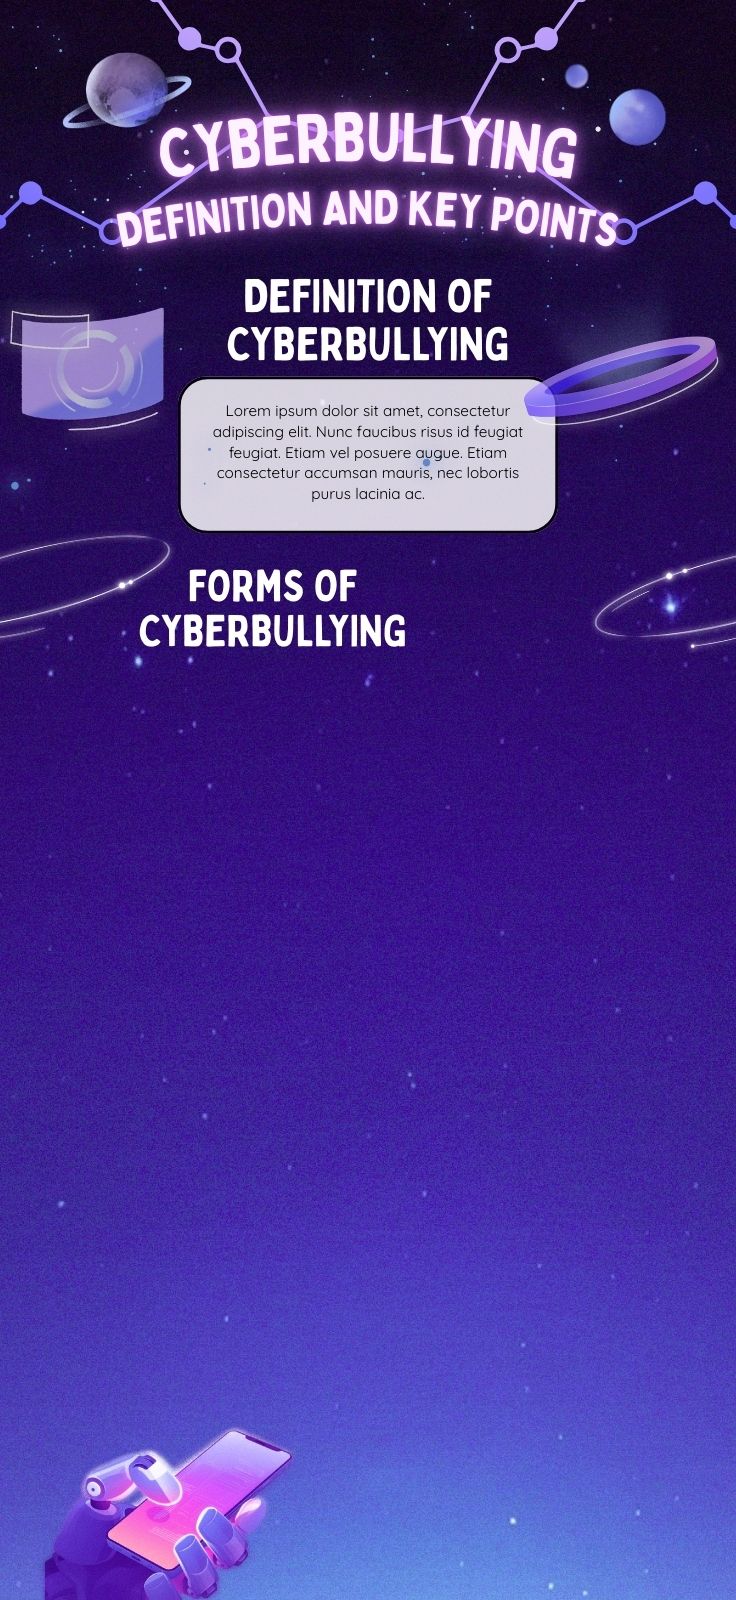 CYBERBULLYING
DEFINITION AND KEY POINTS
DEFINITION OF
CYBERBULLYING
Lorem ipsum dolor sit amet, consectetur
adipiscing elit. Nunc faucibus risus id feugiat
feugiat. Etiam vel posuere augue. Etiam
consectetur accumsan mauris, nec lobortis
purus lacinia ac.
FORMS OF
CYBERBULLYING